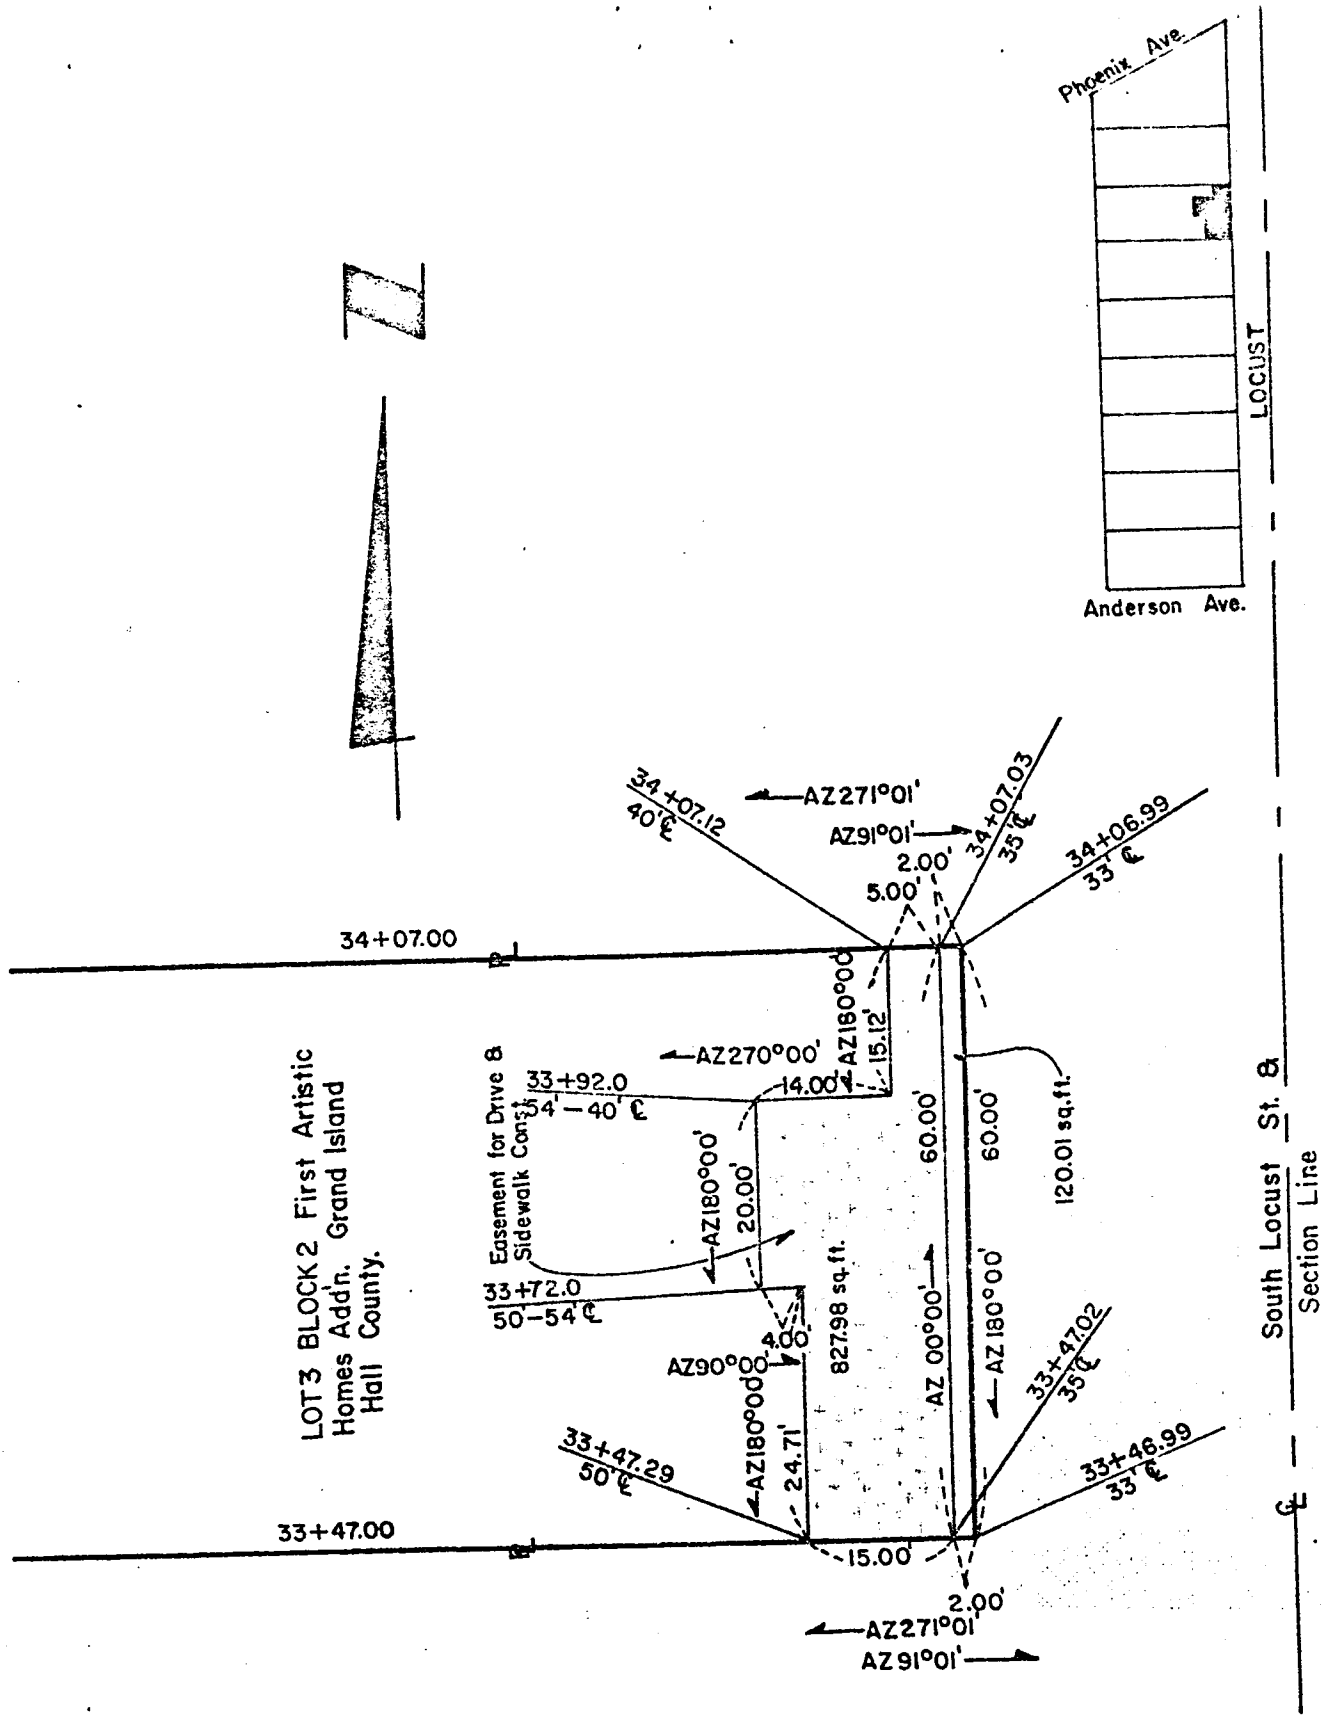 Phoenix Ave.
LOCUST
Anderson Ave.
N
34+07.12
40' ℄
AZ271°01'
AZ91°01'
34+07.03
35' ℄
34+06.99
33' ℄
2.00'
5.00'
34+07.00
AZ180°00'
15.12'
AZ270°00'
14.00'
33+92.0
54'-40' ℄
Easement for Drive &
Sidewalk Const.
AZ180°00'
20.00'
60.00'
60.00'
120.01 sq.ft.
LOT3 BLOCK 2 First Artistic
Homes Add'n. Grand Island
Hall County.
33+72.0
50'-54' ℄
4.00'
AZ90°00'
827.98 sq.ft.
AZ 00°00'
AZ 180°00'
AZ180°00'
24.71'
33+47.29
50' ℄
33+47.02
35' ℄
33+46.99
33' ℄
33+47.00
15.00'
2.00'
AZ271°01'
AZ91°01'
South Locust St. &
Section Line
℄